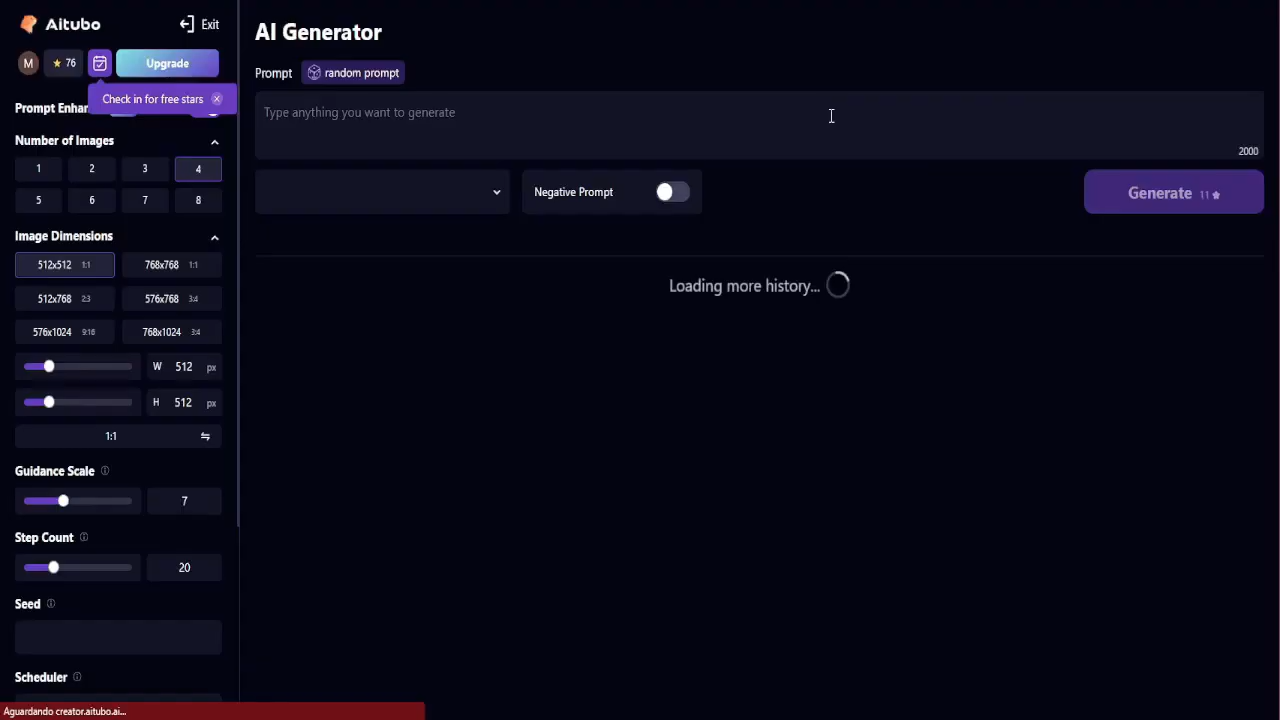 Aitubo
Exit
M
76
Upgrade
Check in for free stars
Prompt Enhan
Number of Images
1
2
3
4
5
6
7
8
Image Dimensions
512x512 1:1
768x768 1:1
512x768 2:3
576x768 3:4
576x1024 9:16
768x1024 3:4
W 512 px
H 512 px
1:1
Guidance Scale
7
Step Count
20
Seed
Scheduler
AI Generator
Prompt
random prompt
Type anything you want to generate
2000
Negative Prompt
Generate 11
Loading more history...
Aguardando creator.aitubo.ai...